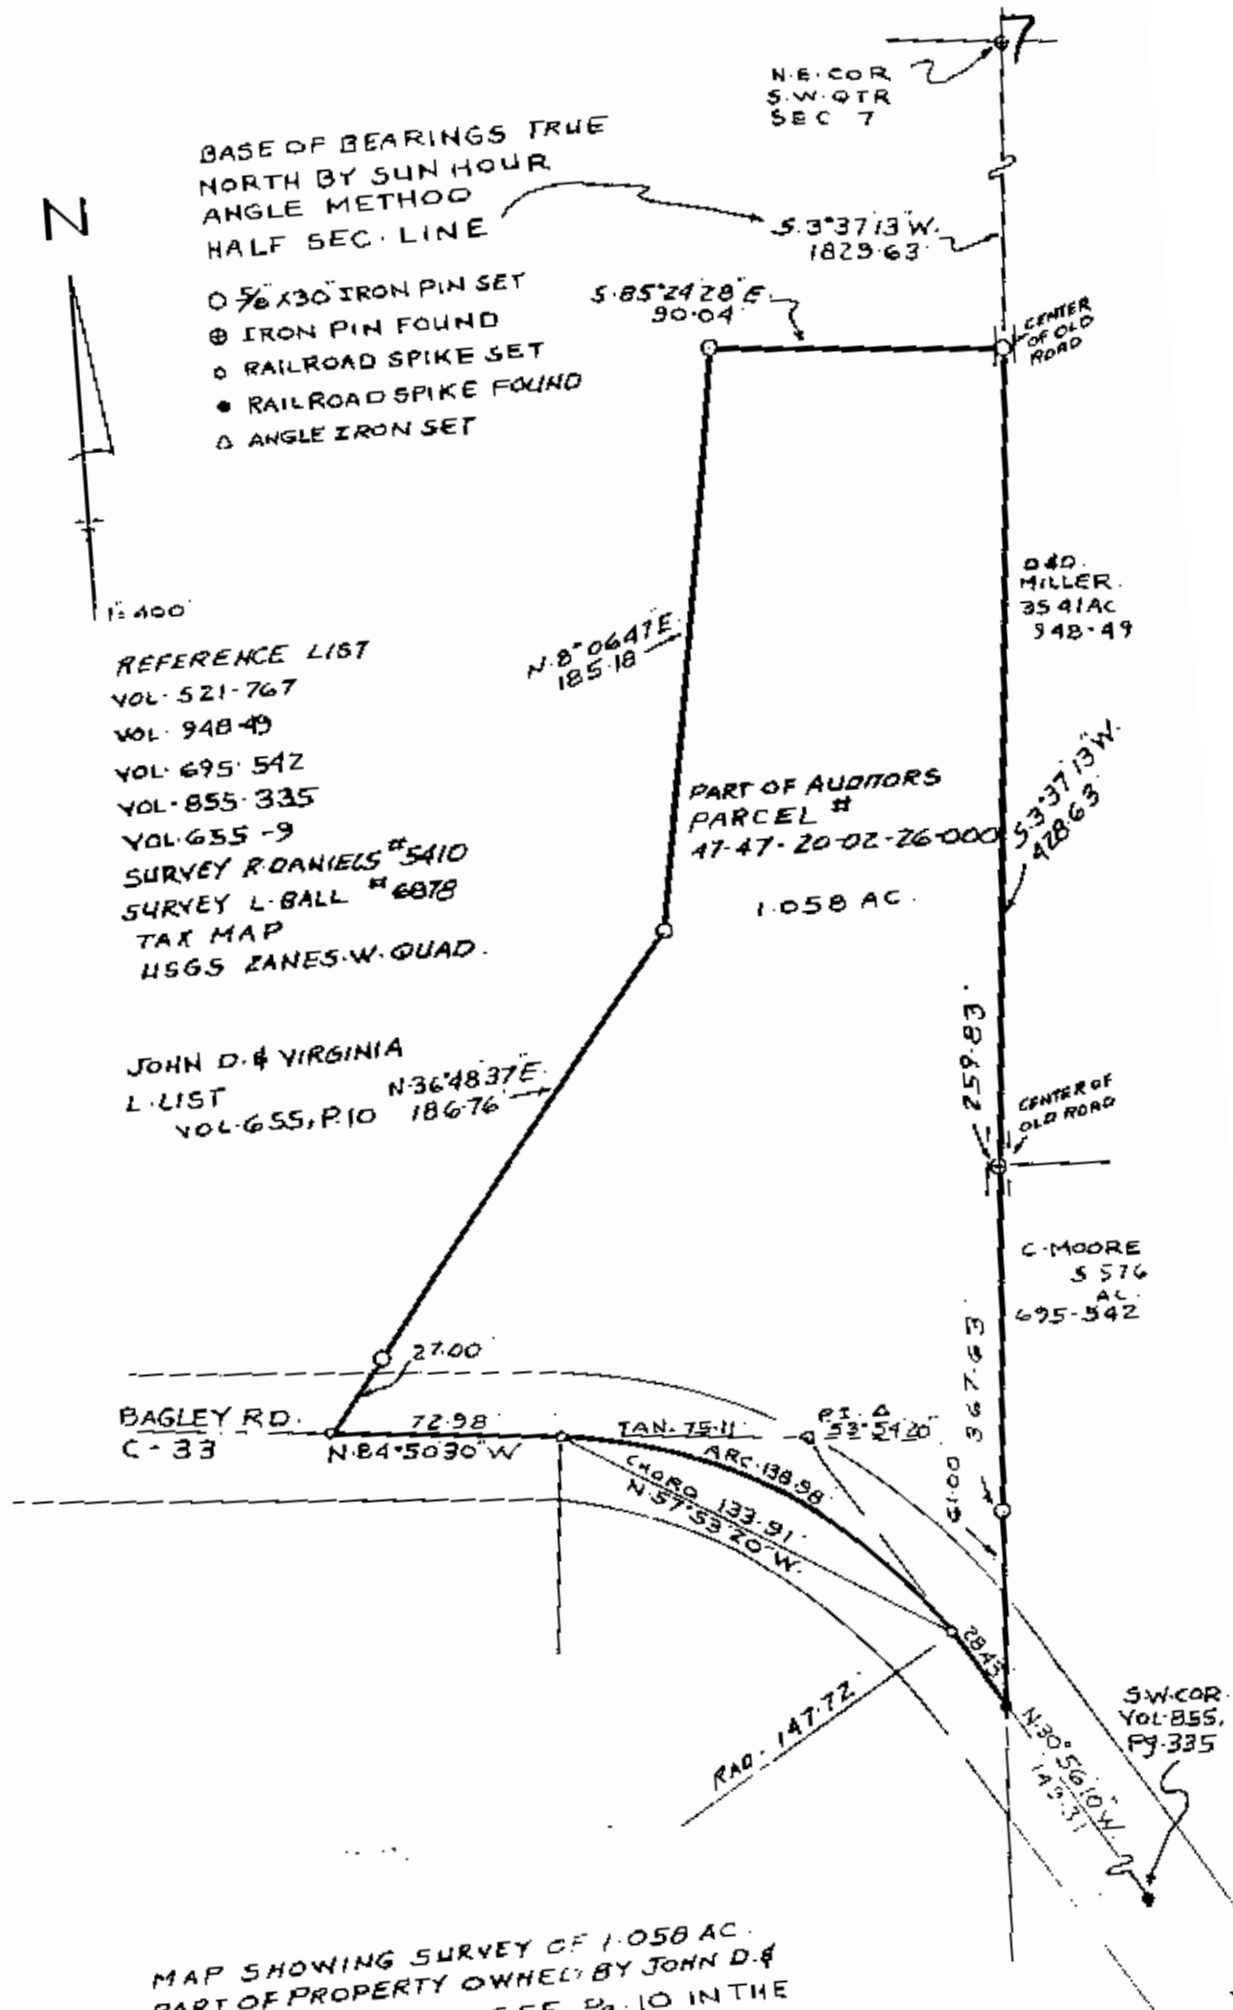 7
N.E. COR
S.W. QTR
SEC 7
BASE OF BEARINGS TRUE
NORTH BY SUN HOUR
ANGLE METHOD
HALF SEC. LINE
N
S.3°37'13"W.
1829.63'
5/8"X30" IRON PIN SET
IRON PIN FOUND
RAILROAD SPIKE SET
RAILROAD SPIKE FOUND
ANGLE IRON SET
S.85°24'28"E.
90.04'
CENTER
OF OLD
ROAD
1"=400'
D&D.
MILLER.
35.41AC
948-49
N.8°06'47"E.
185.18
REFERENCE LIST
VOL. 521-767
VOL. 948-49
VOL. 695-542
VOL. 855-335
VOL. 655-9
SURVEY R. DANIELS #5410
SURVEY L. BALL #6878
TAX MAP
USGS ZANES.W. QUAD.
PART OF AUDITORS
PARCEL #
47-47-20-02-26-000
1.058 AC.
S.3°37'13"W.
428.63'
259.83'
JOHN D. & VIRGINIA
L. LIST
VOL. 655, P.10
N.36°48'37"E.
186.76'
CENTER OF
OLD ROAD
C. MOORE
5.576
AC.
695-542
367.63'
61.00
27.00'
BAGLEY RD.
C-33
72.98'
N.84°50'30"W
TAN. 75.11'
P.I. Δ
53°54'20"
ARC. 138.98'
CHORD 133.91'
N.57°53'20"W.
28.45'
RAD. 147.72'
N.30°56'10"W.
S.W. COR.
VOL. 855,
Pg. 335
MAP SHOWING SURVEY OF 1.058 AC.
PART OF PROPERTY OWNED BY JOHN D. &
Pg. 10 IN THE